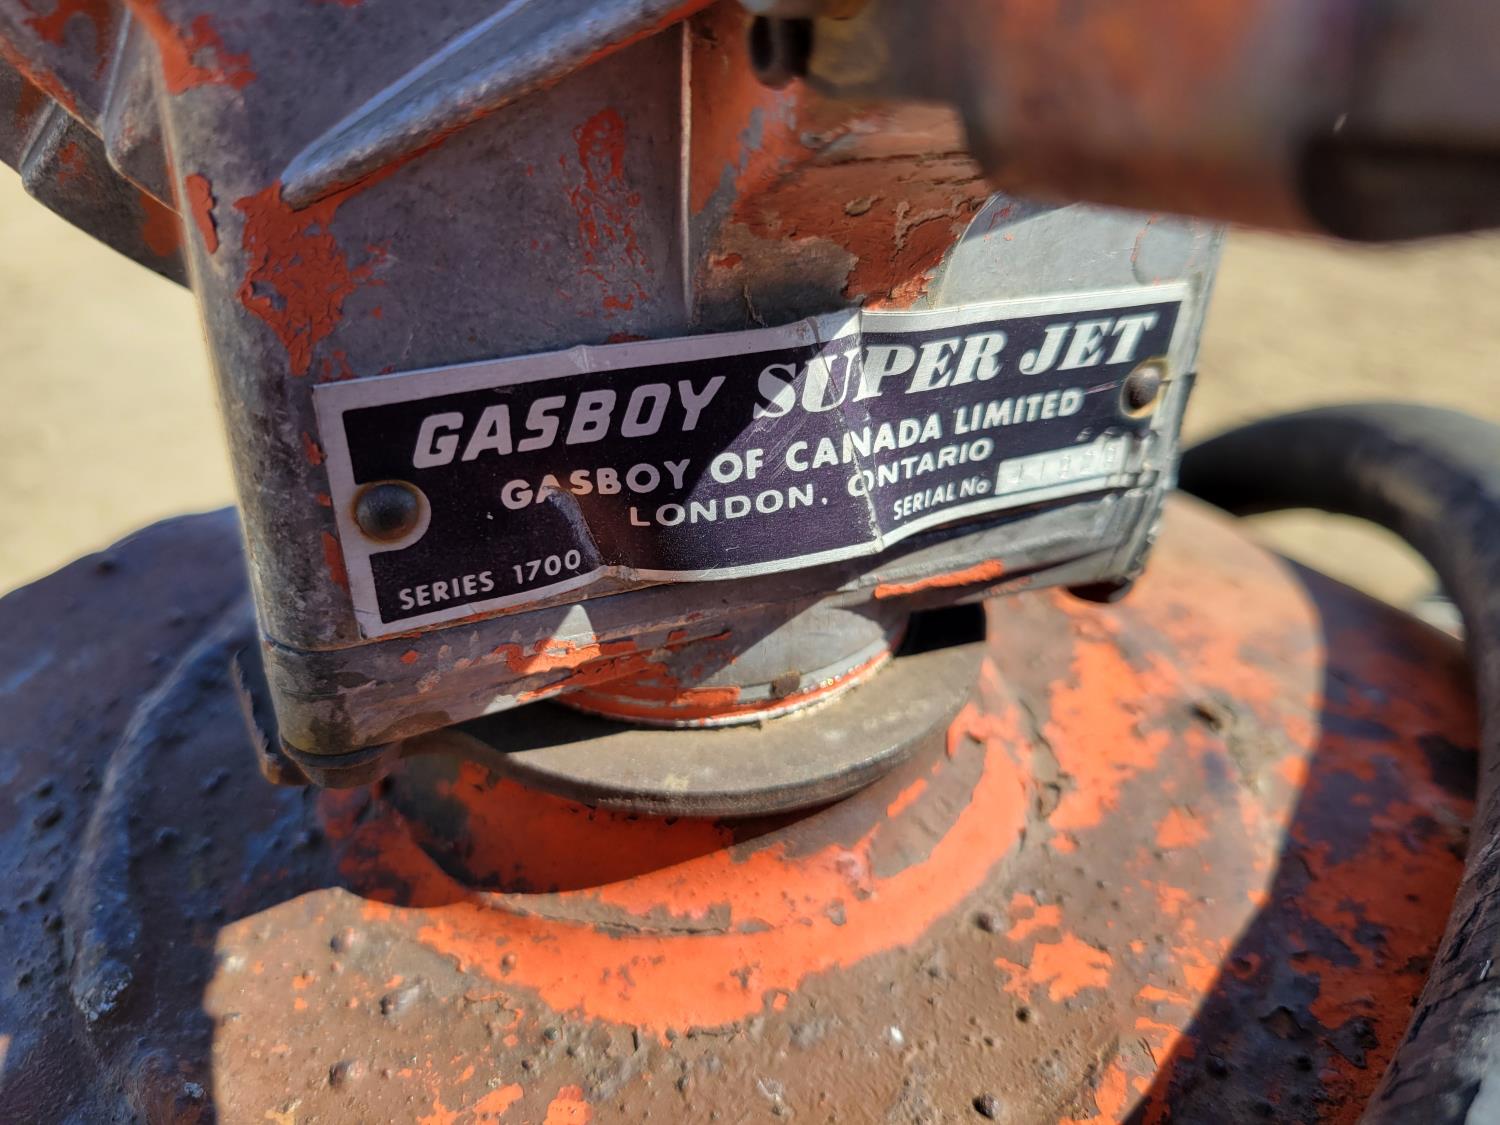 GASBOY SUPER JET
GASBOY OF CANADA LIMITED
LONDON, ONTARIO
SERIAL No
SERIES 1700